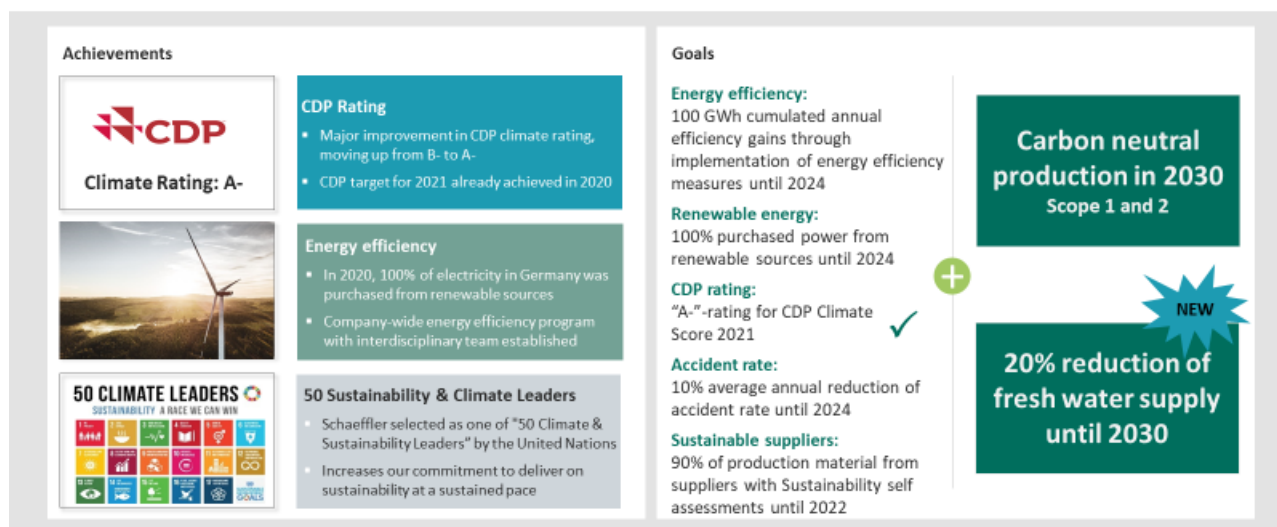 Achievements
CDP
Climate Rating: A-
CDP Rating
▪ Major improvement in CDP climate rating,
moving up from B- to A-
▪ CDP target for 2021 already achieved in 2020
Energy efficiency
▪ In 2020, 100% of electricity in Germany was
purchased from renewable sources
▪ Company-wide energy efficiency program
with interdisciplinary team established
50 CLIMATE LEADERS
SUSTAINABILITY A RACE WE CAN WIN
GOALS
50 Sustainability & Climate Leaders
▪ Schaeffler selected as one of "50 Climate &
Sustainability Leaders" by the United Nations
▪ Increases our commitment to deliver on
sustainability at a sustained pace
Goals
Energy efficiency:
100 GWh cumulated annual
efficiency gains through
implementation of energy efficiency
measures until 2024
Renewable energy:
100% purchased power from
renewable sources until 2024
CDP rating:
"A-"-rating for CDP Climate
Score 2021
Accident rate:
10% average annual reduction of
accident rate until 2024
Sustainable suppliers:
90% of production material from
suppliers with Sustainability self
assessments until 2022
Carbon neutral
production in 2030
Scope 1 and 2
NEW
20% reduction of
fresh water supply
until 2030